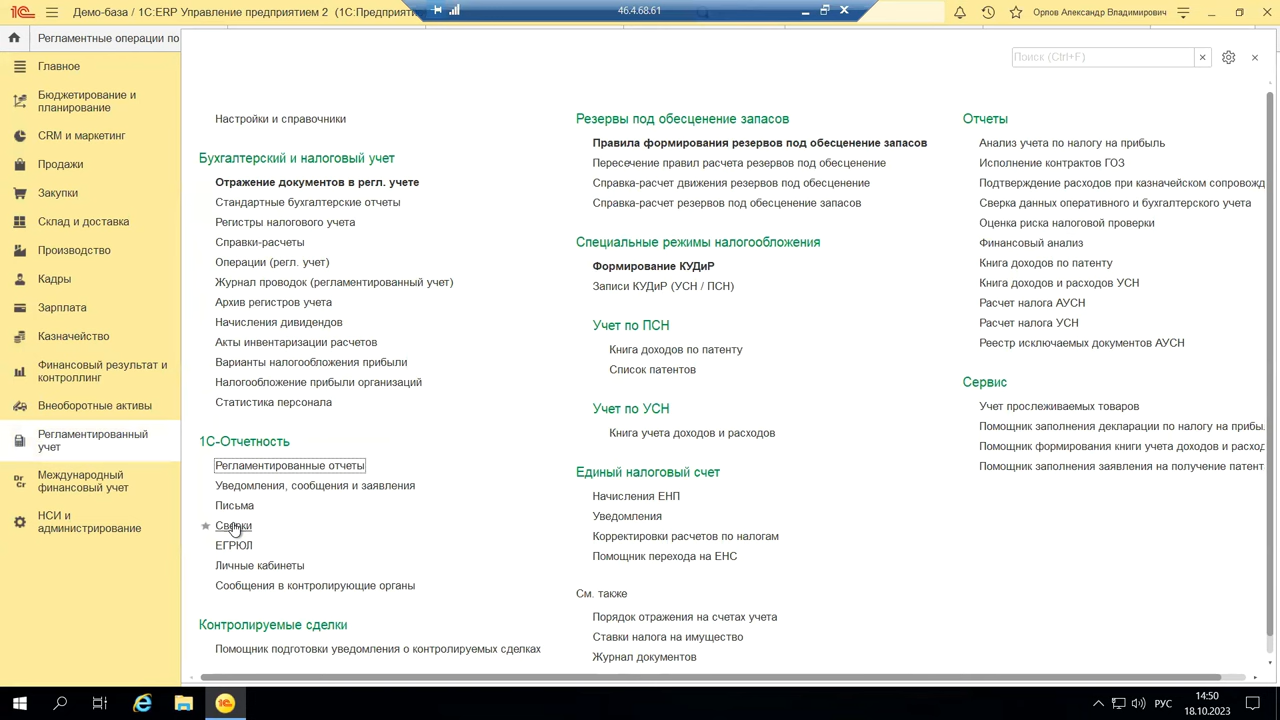 Демо-база / 1С:ERP Управление предприятием 2 (1С:Предприятие
46.4.68.61
Орлов Александр Владимирович
Регламентные операции по
Главное
Бюджетирование и
планирование
CRM и маркетинг
Продажи
Закупки
Склад и доставка
Производство
Кадры
Зарплата
Казначейство
Финансовый результат и
контроллинг
Внеоборотные активы
Регламентированный
учет
Международный
финансовый учет
НСИ и
администрирование
Поиск (Ctrl+F)
Настройки и справочники
Бухгалтерский и налоговый учет
Отражение документов в регл. учете
Стандартные бухгалтерские отчеты
Регистры налогового учета
Справки-расчеты
Операции (регл. учет)
Журнал проводок (регламентированный учет)
Архив регистров учета
Начисления дивидендов
Акты инвентаризации расчетов
Варианты налогообложения прибыли
Налогообложение прибыли организаций
Статистика персонала
1С-Отчетность
Регламентированные отчеты
Уведомления, сообщения и заявления
Письма
Сверки
ЕГРЮЛ
Личные кабинеты
Сообщения в контролирующие органы
Контролируемые сделки
Помощник подготовки уведомления о контролируемых сделках
Резервы под обесценение запасов
Правила формирования резервов под обесценение запасов
Пересечение правил расчета резервов под обесценение
Справка-расчет движения резервов под обесценение
Справка-расчет резервов под обесценение запасов
Специальные режимы налогообложения
Формирование КУДиР
Записи КУДиР (УСН / ПСН)
Учет по ПСН
Книга доходов по патенту
Список патентов
Учет по УСН
Книга учета доходов и расходов
Единый налоговый счет
Начисления ЕНП
Уведомления
Корректировки расчетов по налогам
Помощник перехода на ЕНС
См. также
Порядок отражения на счетах учета
Ставки налога на имущество
Журнал документов
Отчеты
Анализ учета по налогу на прибыль
Исполнение контрактов ГОЗ
Подтверждение расходов при казначейском сопровожд
Сверка данных оперативного и бухгалтерского учета
Оценка риска налоговой проверки
Финансовый анализ
Книга доходов по патенту
Книга доходов и расходов УСН
Расчет налога АУСН
Расчет налога УСН
Реестр исключаемых документов АУСН
Сервис
Учет прослеживаемых товаров
Помощник заполнения декларации по налогу на прибы
Помощник формирования книги учета доходов и расход
Помощник заполнения заявления на получение патент
РУС
14:50
18.10.2023